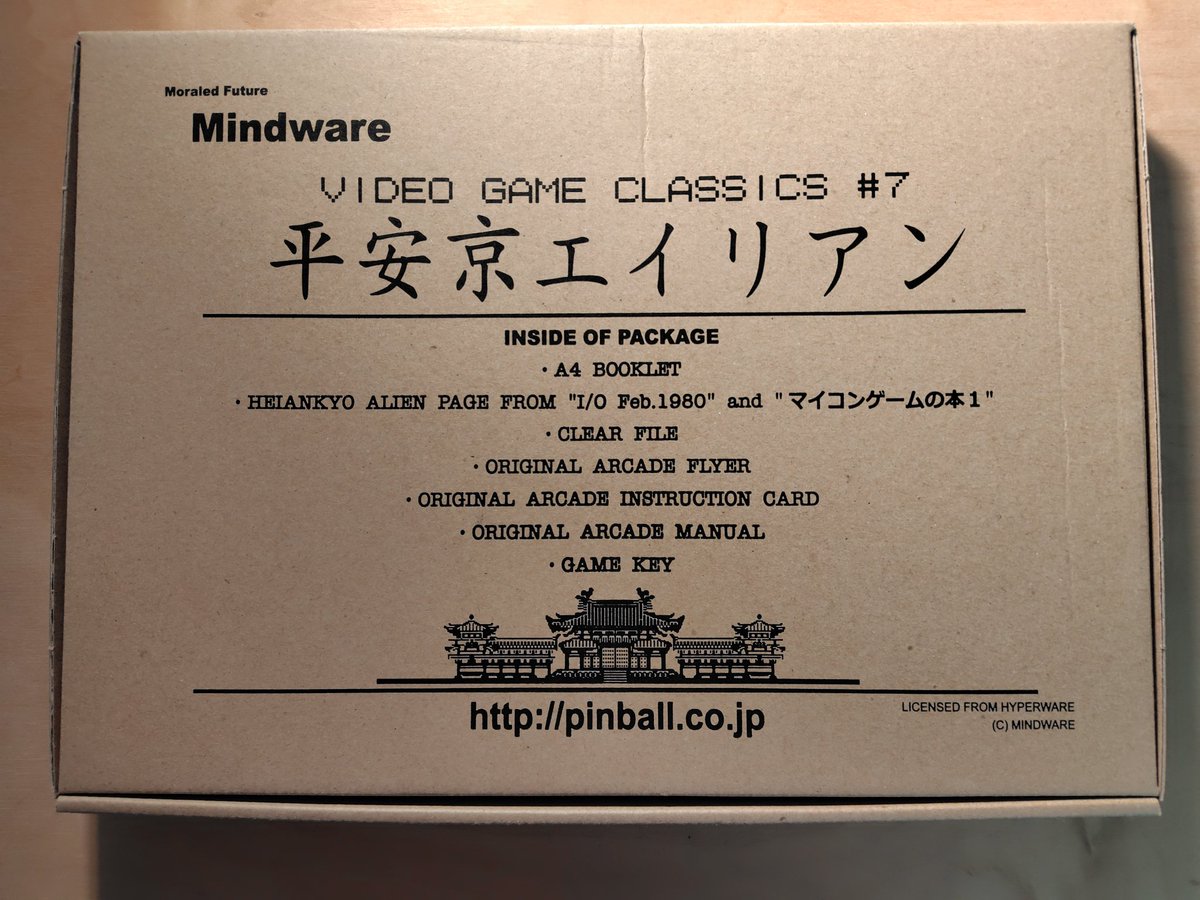 Moraled Future
Mindware
VIDEO GAME CLASSICS #7
平安京エイリアン
INSIDE OF PACKAGE
・A4 BOOKLET
・HEIANKYO ALIEN PAGE FROM "I/O Feb.1980" and "マイコンゲームの本1"
・CLEAR FILE
・ORIGINAL ARCADE FLYER
・ORIGINAL ARCADE INSTRUCTION CARD
・ORIGINAL ARCADE MANUAL
・GAME KEY
http://pinball.co.jp
LICENSED FROM HYPERWARE
(C) MINDWARE